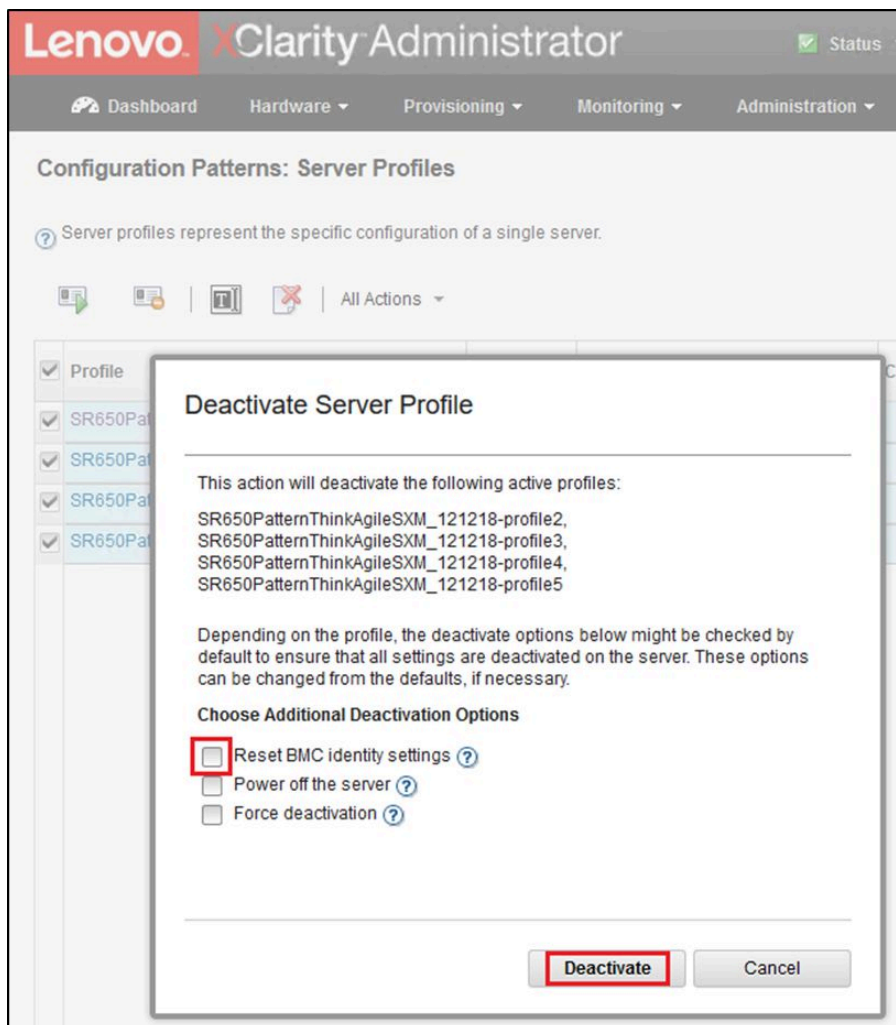 Lenovo. XClarity Administrator
Status
Dashboard Hardware Provisioning Monitoring Administration
Configuration Patterns: Server Profiles
? Server profiles represent the specific configuration of a single server.
All Actions
Profile
Deactivate Server Profile
SR650Pat
SR650Pat
SR650Pat
SR650Pat
This action will deactivate the following active profiles:
SR650PatternThinkAgileSXM_121218-profile2,
SR650PatternThinkAgileSXM_121218-profile3,
SR650PatternThinkAgileSXM_121218-profile4,
SR650PatternThinkAgileSXM_121218-profile5
Depending on the profile, the deactivate options below might be checked by
default to ensure that all settings are deactivated on the server. These options
can be changed from the defaults, if necessary.
Choose Additional Deactivation Options
Reset BMC identity settings ?
Power off the server ?
Force deactivation ?
Deactivate Cancel